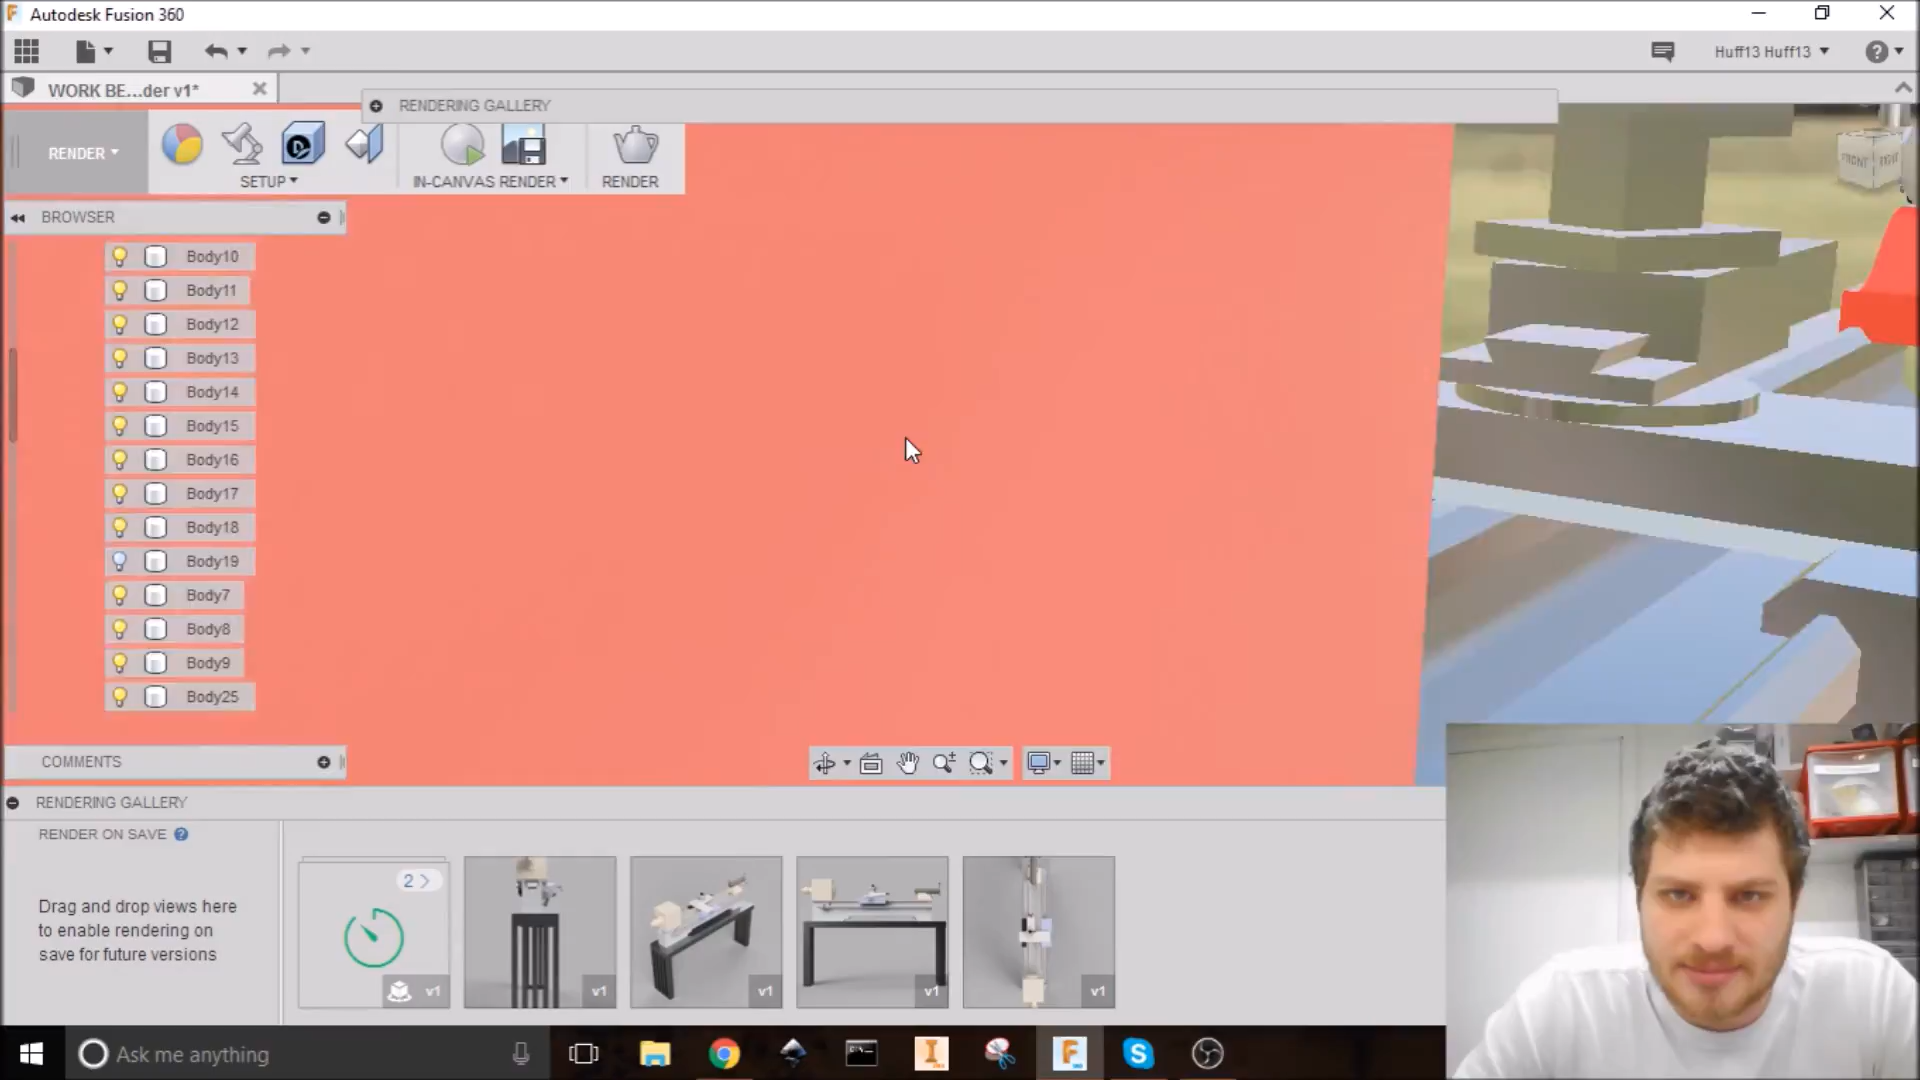 Autodesk Fusion 360
Huff13 Huff13
WORK BE...der v1*
RENDERING GALLERY
RENDER
SETUP
IN-CANVAS RENDER
RENDER
FRONT
BROWSER
Body10
Body11
Body12
Body13
Body14
Body15
Body16
Body17
Body18
Body19
Body7
Body8
Body9
Body25
COMMENTS
RENDERING GALLERY
RENDER ON SAVE
Drag and drop views here
to enable rendering on
save for future versions
2
v1
v1
v1
v1
v1
Ask me anything